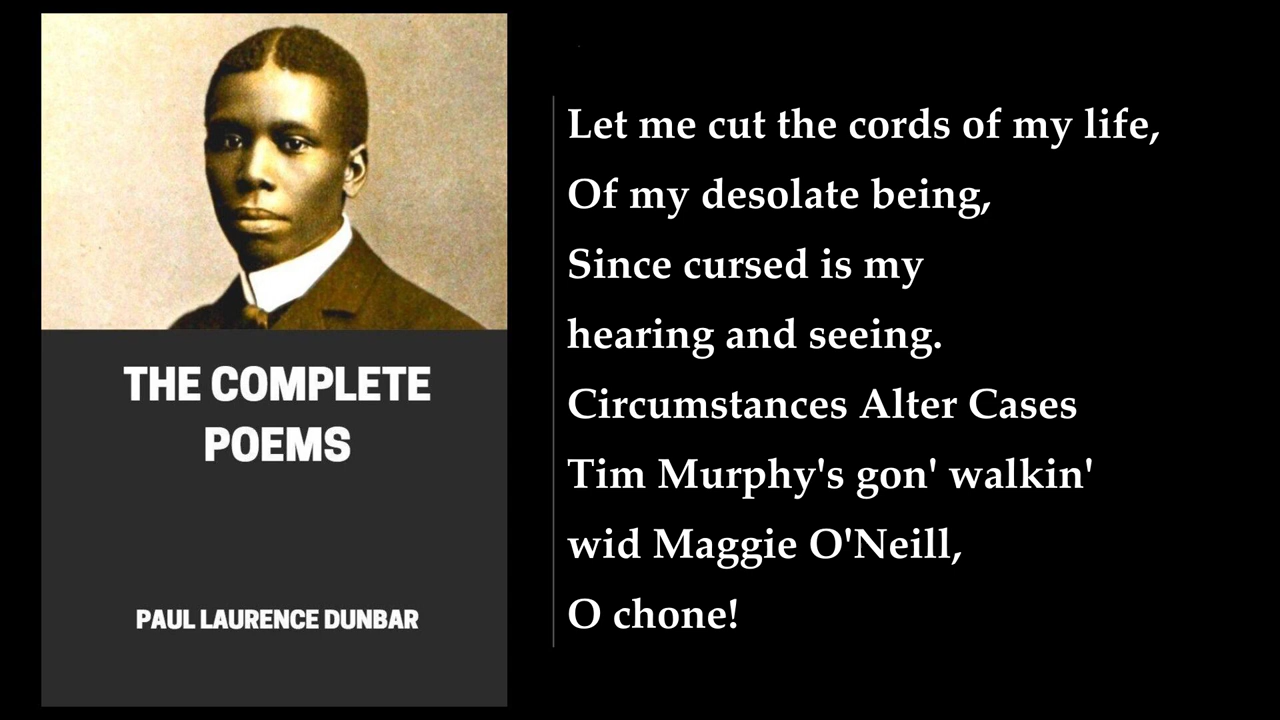 THE COMPLETE
POEMS
PAUL LAURENCE DUNBAR
Let me cut the cords of my life,
Of my desolate being,
Since cursed is my
hearing and seeing.
Circumstances Alter Cases
Tim Murphy's gon' walkin'
wid Maggie O'Neill,
O chone!